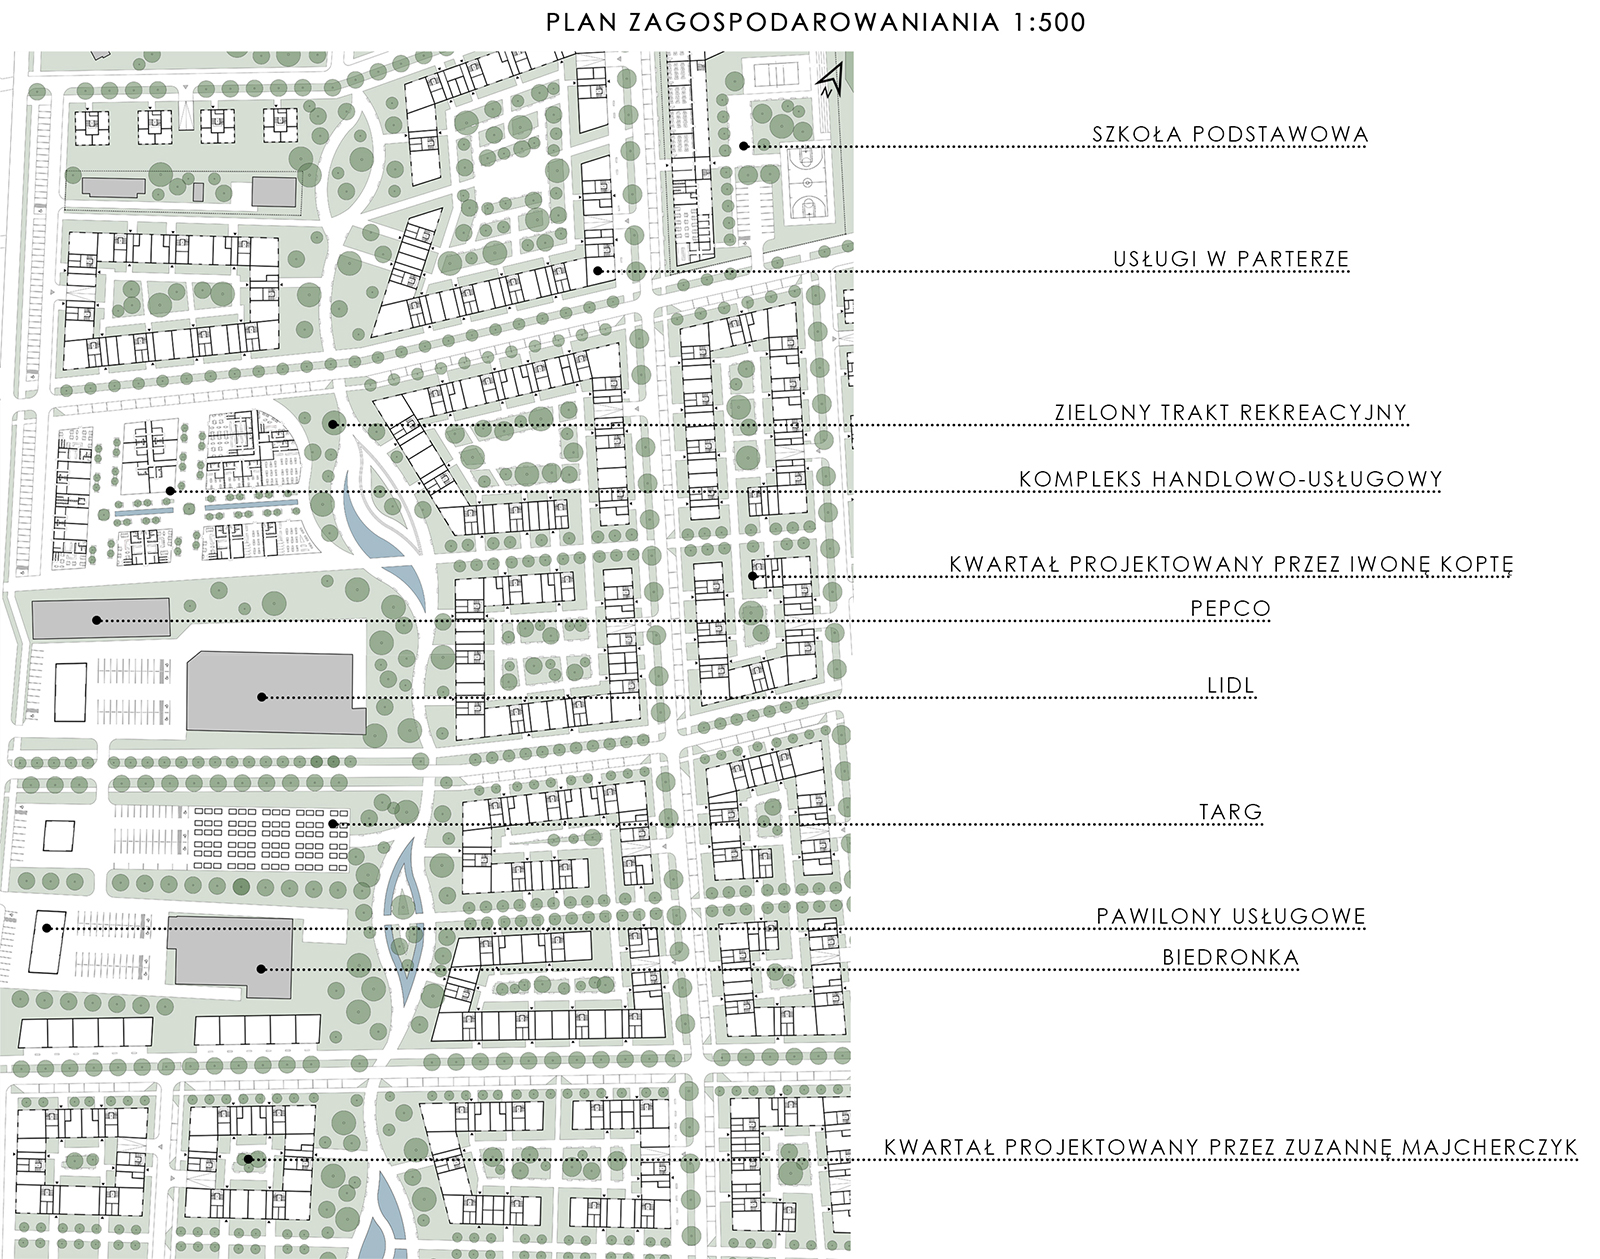 PLAN ZAGOSPODAROWANIANIA 1:500
N
SZKOŁA PODSTAWOWA
USŁUGI W PARTERZE
ZIELONY TRAKT REKREACYJNY
KOMPLEKS HANDLOWO-USŁUGOWY
KWARTAŁ PROJEKTOWANY PRZEZ IWONĘ KOPTĘ
PEPCO
LIDL
TARG
PAWILONY USŁUGOWE
BIEDRONKA
KWARTAŁ PROJEKTOWANY PRZEZ ZUZANNĘ MAJCHERCZYK